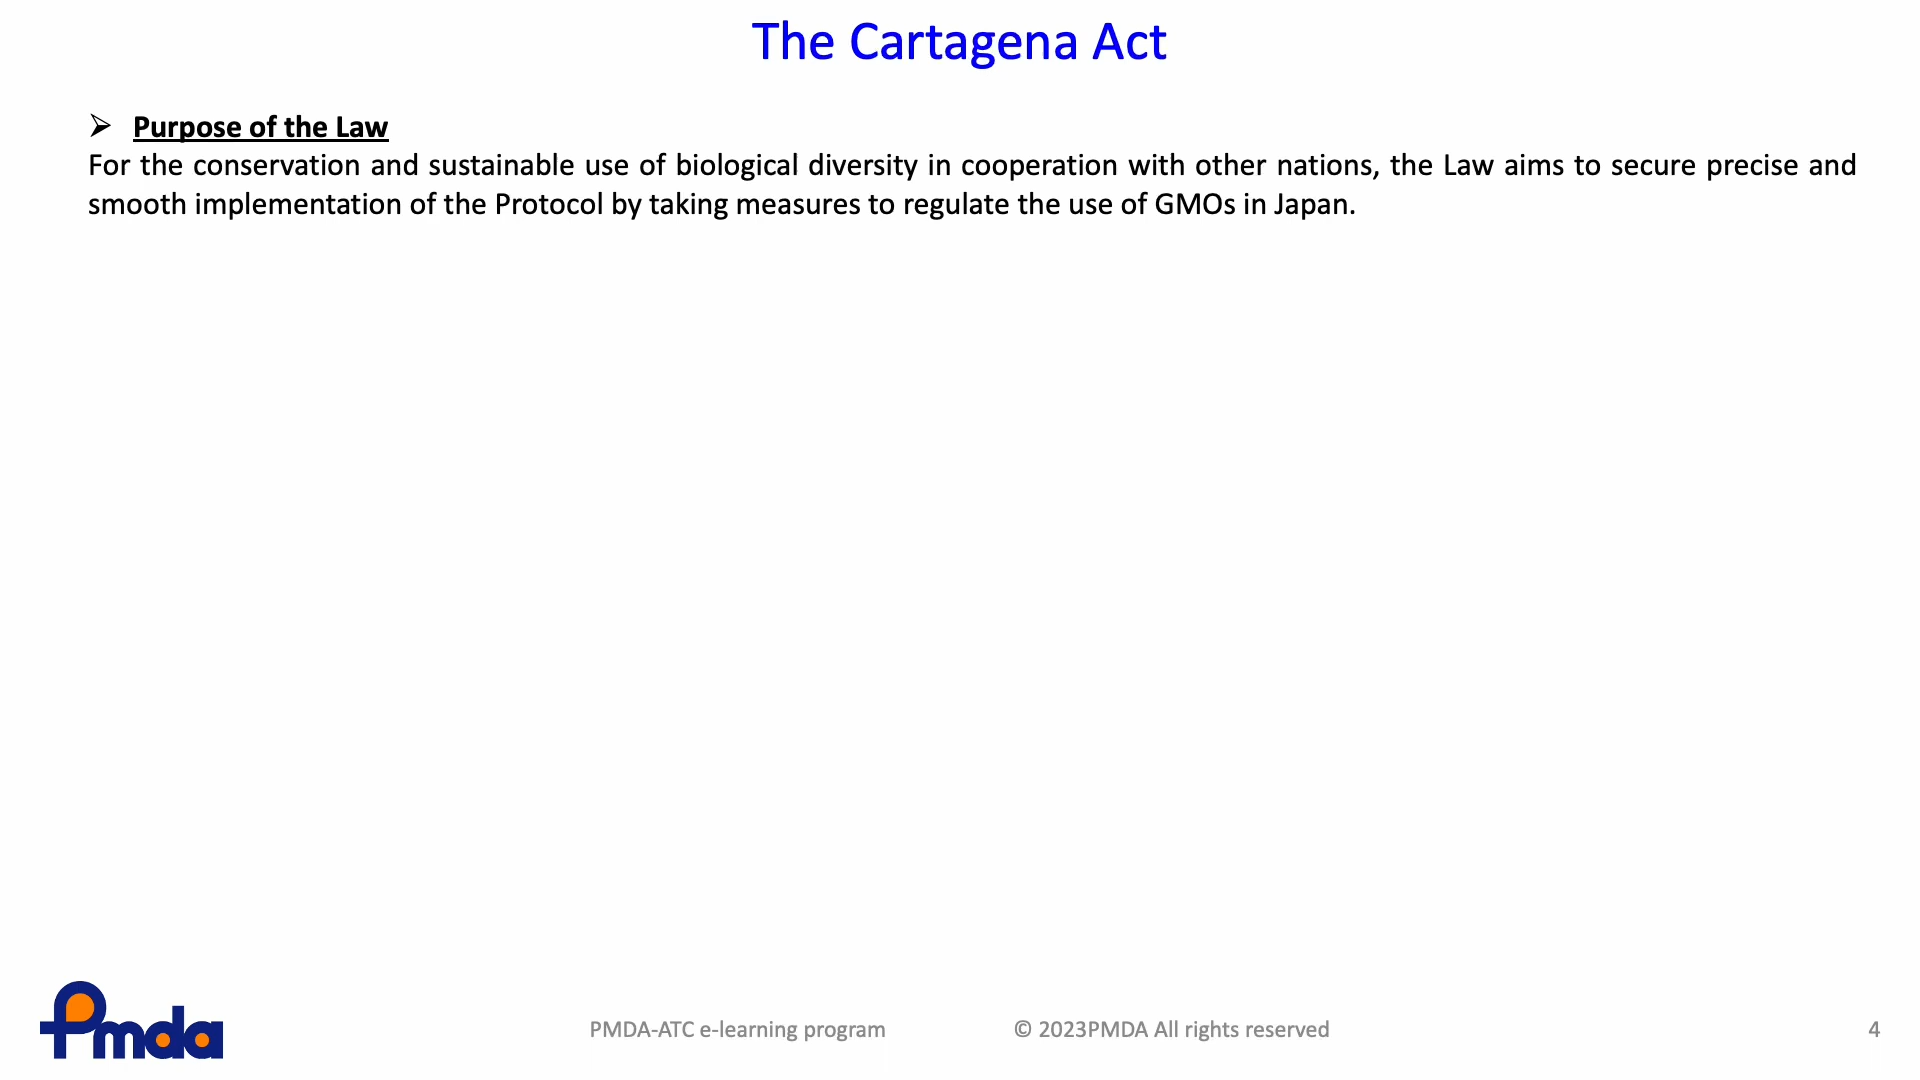 The Cartagena Act
➢ Purpose of the Law
For the conservation and sustainable use of biological diversity in cooperation with other nations, the Law aims to secure precise and
smooth implementation of the Protocol by taking measures to regulate the use of GMOs in Japan.
Pmda
PMDA-ATC e-learning program © 2023PMDA All rights reserved 4